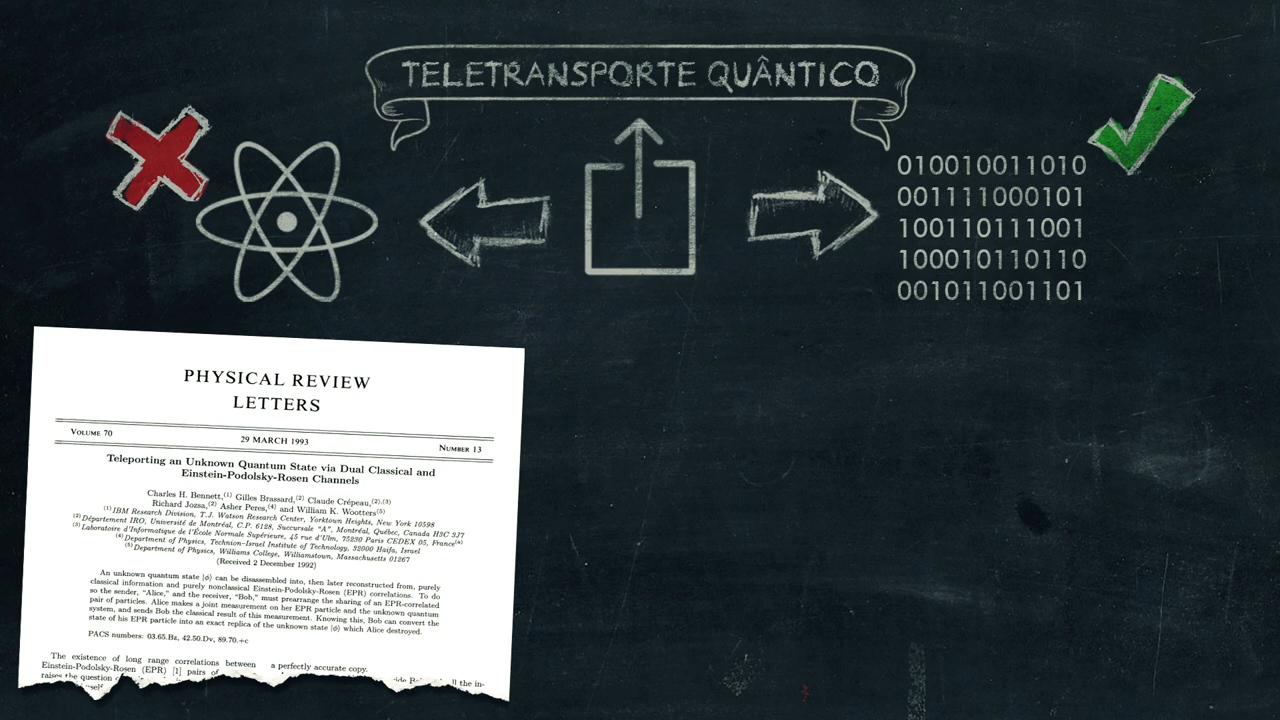 TELETRANSPORTE QUÂNTICO
010010011010
001111000101
100110111001
100010110110
001011001101
PHYSICAL REVIEW
LETTERS
VOLUME 70
29 MARCH 1993
NUMBER 13
Teleporting an Unknown Quantum State via Dual Classical and
Einstein-Podolsky-Rosen Channels
Charles H. Bennett,(1) Gilles Brassard,(2) Claude Crépeau,(2),(3)
Richard Jozsa,(2) Asher Peres,(4) and William K. Wootters(5)
(1)IBM Research Division, T.J. Watson Research Center, Yorktown Heights, New York 10598
(2)Département IRO, Université de Montréal, C.P. 6128, Succursale "A", Montréal, Québec, Canada H3C 3J7
(3)Laboratoire d'Informatique de l'École Normale Supérieure, 45 rue d'Ulm, 75230 Paris CEDEX 05, France(a)
(4)Department of Physics, Technion–Israel Institute of Technology, 32000 Haifa, Israel
(5)Department of Physics, Williams College, Williamstown, Massachusetts 01267
(Received 2 December 1992)
An unknown quantum state |ϕ⟩ can be disassembled into, then later reconstructed from, purely
classical information and purely nonclassical Einstein-Podolsky-Rosen (EPR) correlations. To do
so the sender, "Alice," and the receiver, "Bob," must prearrange the sharing of an EPR-correlated
pair of particles. Alice makes a joint measurement on her EPR particle and the unknown quantum
system, and sends Bob the classical result of this measurement. Knowing this, Bob can convert the
state of his EPR particle into an exact replica of the unknown state |ϕ⟩ which Alice destroyed.
PACS numbers: 03.65.Bz, 42.50.Dv, 89.70.+c
The existence of long range correlations between
Einstein-Podolsky-Rosen (EPR) [1] pairs of
raises the question
a perfectly accurate copy.
ll the in-